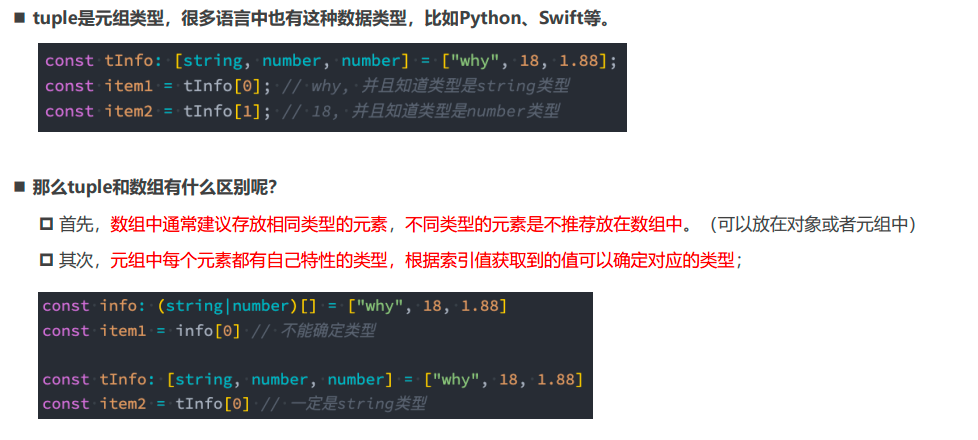 ■ tuple是元组类型，很多语言中也有这种数据类型，比如Python、Swift等。
const tInfo: [string, number, number] = ["why", 18, 1.88];
const item1 = tInfo[0]; // why, 并且知道类型是string类型
const item2 = tInfo[1]; // 18, 并且知道类型是number类型
■ 那么tuple和数组有什么区别呢？
首先，数组中通常建议存放相同类型的元素，不同类型的元素是不推荐放在数组中。（可以放在对象或者元组中）
其次，元组中每个元素都有自己特性的类型，根据索引值获取到的值可以确定对应的类型；
const info: (string|number)[] = ["why", 18, 1.88]
const item1 = info[0] // 不能确定类型
const tInfo: [string, number, number] = ["why", 18, 1.88]
const item2 = tInfo[0] // 一定是string类型